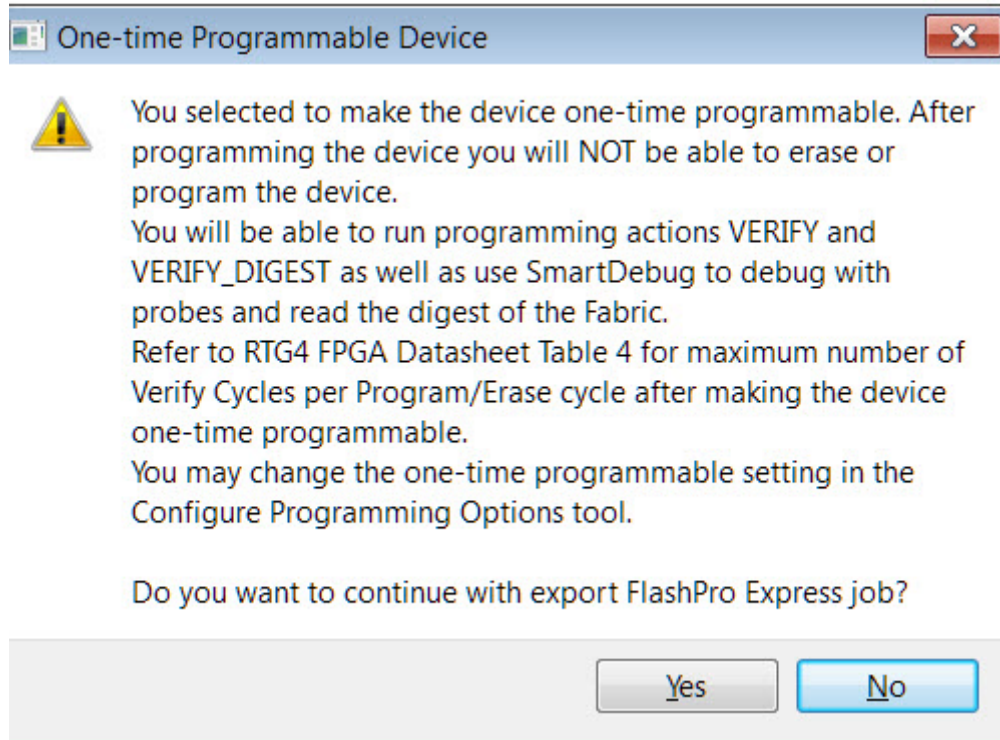 One-time Programmable Device
You selected to make the device one-time programmable. After
programming the device you will NOT be able to erase or
program the device.
You will be able to run programming actions VERIFY and
VERIFY_DIGEST as well as use SmartDebug to debug with
probes and read the digest of the Fabric.
Refer to RTG4 FPGA Datasheet Table 4 for maximum number of
Verify Cycles per Program/Erase cycle after making the device
one-time programmable.
You may change the one-time programmable setting in the
Configure Programming Options tool.
Do you want to continue with export FlashPro Express job?
Yes No